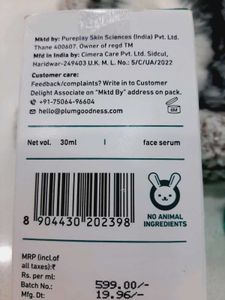 Mktd by: Pureplay Skin Sciences (India) Pvt. Ltd.
Thane 400607. Owner of regd TM
Mfg in India by: Cimera Care Pvt. Ltd. Sidcul,
Haridwar-249403 U.K. M. L. No.: 5/C/UA/2022
Customer care:
Feedback/complaints? Write in to Customer
Delight Associate on "Mktd By" address on pack.
+91-75064-96604
hello@plumgoodness.com
6M
Net vol. 30ml | face serum
8 904430 202398
NO ANIMAL
INGREDIENTS
MRP (incl.of
all taxes):₹ 599.00/-
Rs. per ml: 19.96/-
Batch No.:
Mfg. Dt: